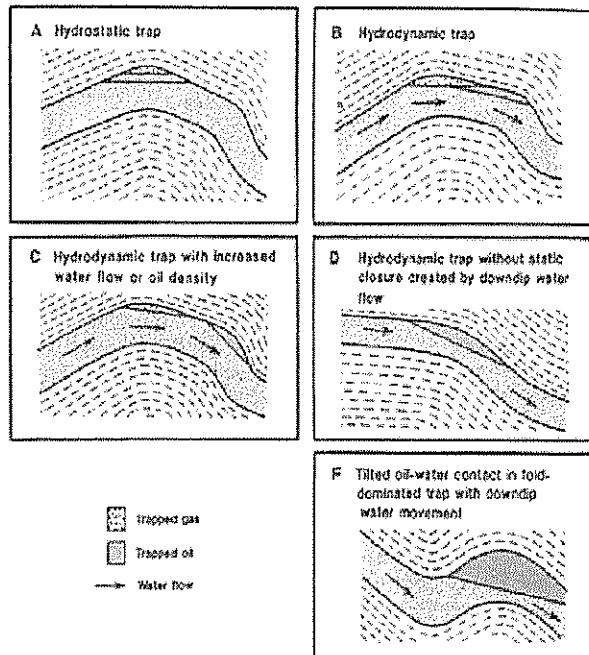 A Hydrostatic trap
B Hydrodynamic trap
C Hydrodynamic trap with increased
water flow or oil density
D Hydrodynamic trap without static
closure created by downdip water
flow
Trapped gas
Trapped oil
Water flow
F Tilted oil-water contact in fold-
dominated trap with downdip
water movement